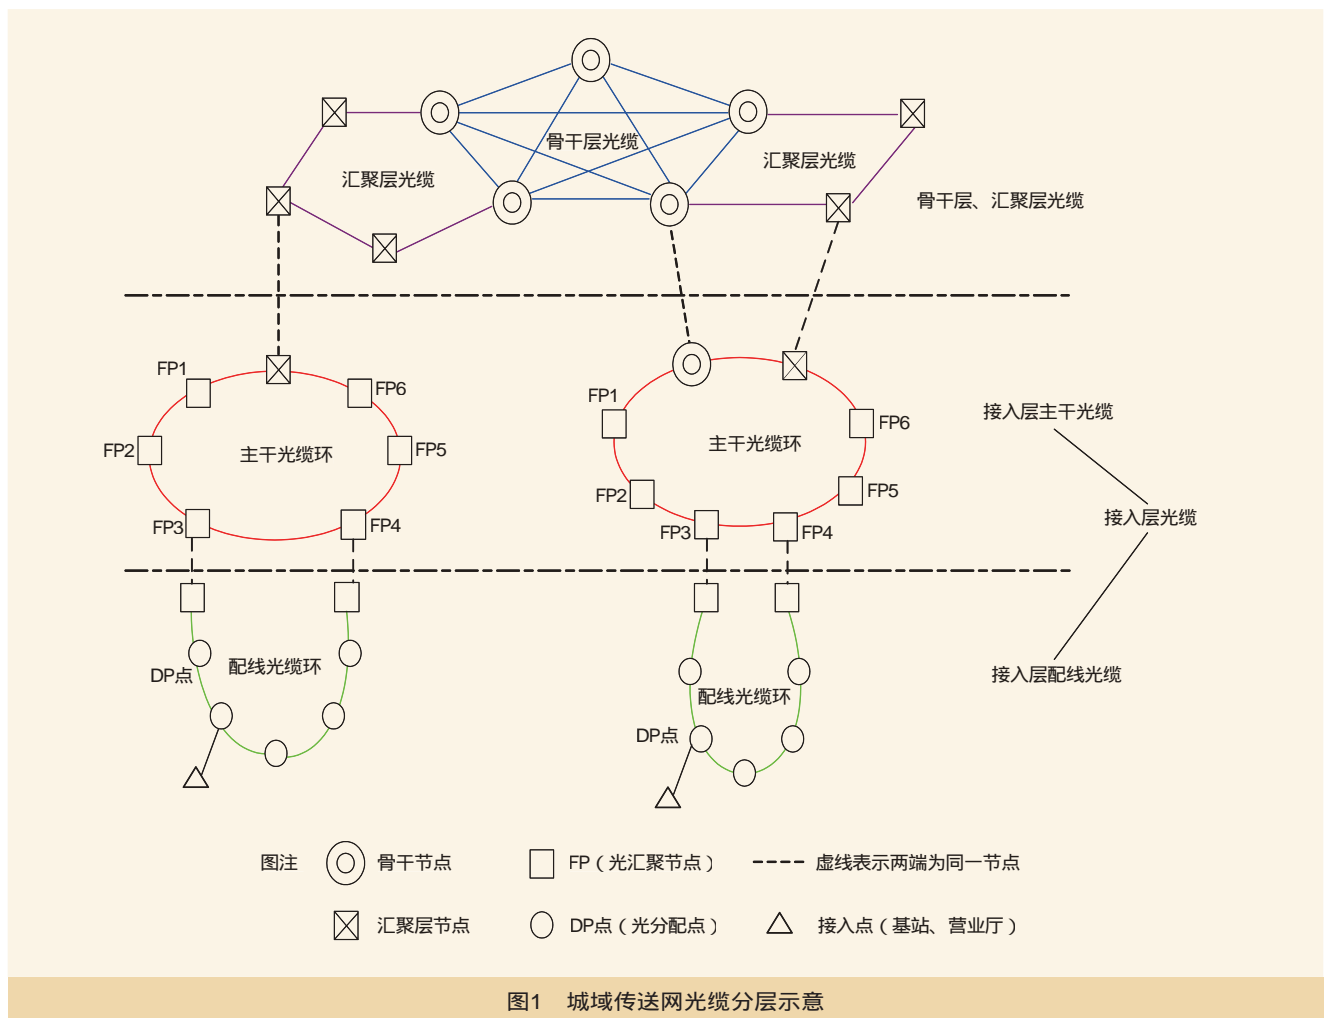 骨干层光缆
汇聚层光缆
汇聚层光缆
骨干层、汇聚层光缆
FP1
FP6
FP2
主干光缆环
FP5
FP3
FP4
FP1
FP6
主干光缆环
FP2
FP5
FP3
FP4
接入层主干光缆
接入层光缆
接入层配线光缆
DP点
配线光缆环
配线光缆环
DP点
图注
骨干节点
FP（光汇聚节点）
虚线表示两端为同一节点
汇聚层节点
DP点（光分配点）
接入点（基站、营业厅）
图1 城域传送网光缆分层示意